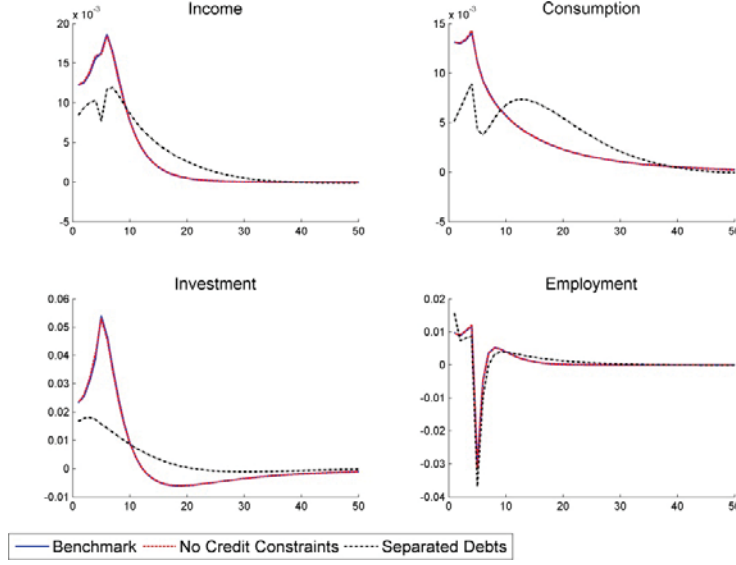 Income
x 10⁻³
20
15
10
5
0
-5
0 10 20 30 40 50
Consumption
x 10⁻³
15
10
5
0
-5
0 10 20 30 40 50
Investment
0.06
0.05
0.04
0.03
0.02
0.01
0
-0.01
0 10 20 30 40 50
Employment
0.02
0.01
0
-0.01
-0.02
-0.03
-0.04
0 10 20 30 40 50
Benchmark No Credit Constraints Separated Debts